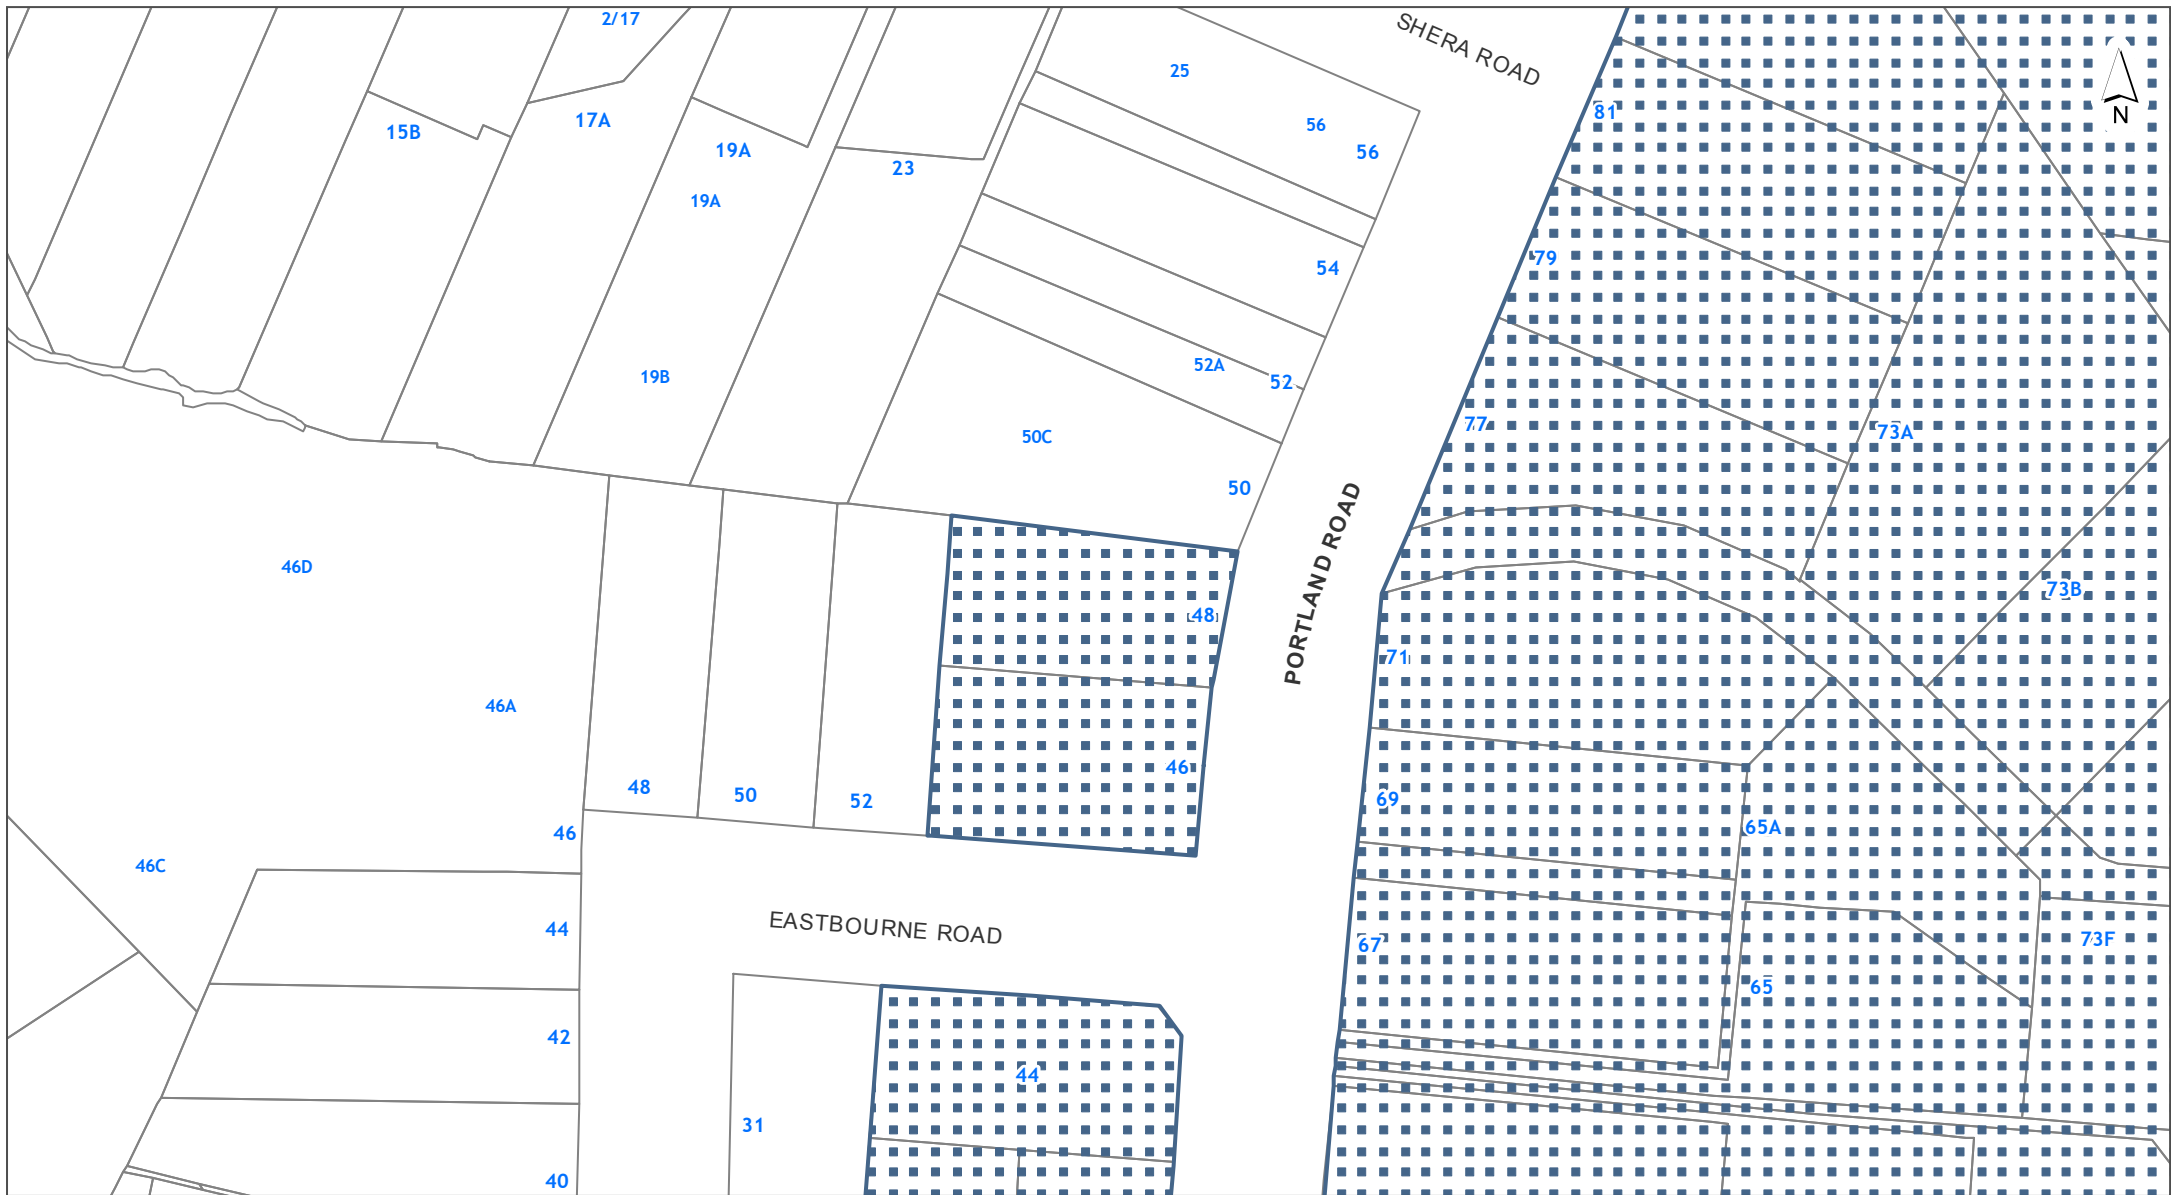 2/17
SHERA ROAD
25
81
N
17A
56
15B
19A
56
23
19A
79
54
52A
19B
52
77
73A
50C
50
PORTLAND ROAD
46D
73B
48
71
46A
46
48
50
52
69
65A
46
46C
44
EASTBOURNE ROAD
67
73F
65
42
44
31
40